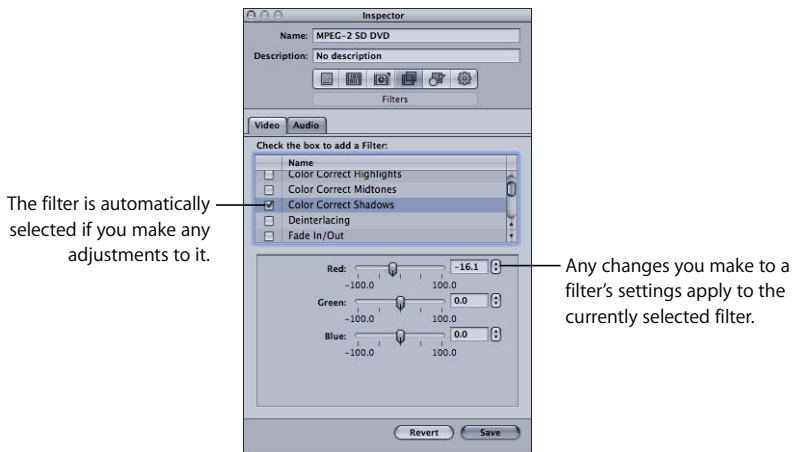 Inspector
Name: MPEG-2 SD DVD
Description: No description
Filters
Video Audio
Check the box to add a Filter:
Name
Color Correct Highlights
Color Correct Midtones
Color Correct Shadows
Deinterlacing
Fade In/Out
The filter is automatically
selected if you make any
adjustments to it.
Red: -16.1
-100.0 100.0
Green: 0.0
-100.0 100.0
Blue: 0.0
-100.0 100.0
Any changes you make to a
filter’s settings apply to the
currently selected filter.
Revert Save